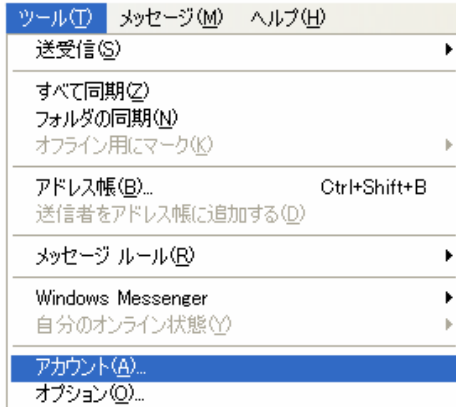 ツール(T) メッセージ(M) ヘルプ(H)
送受信(S)
すべて同期(Z)
フォルダの同期(N)
オフライン用にマーク(K)
アドレス帳(B)... Ctrl+Shift+B
送信者をアドレス帳に追加する(D)
メッセージ ルール(R)
Windows Messenger
自分のオンライン状態(Y)
アカウント(A)...
オプション(O)...